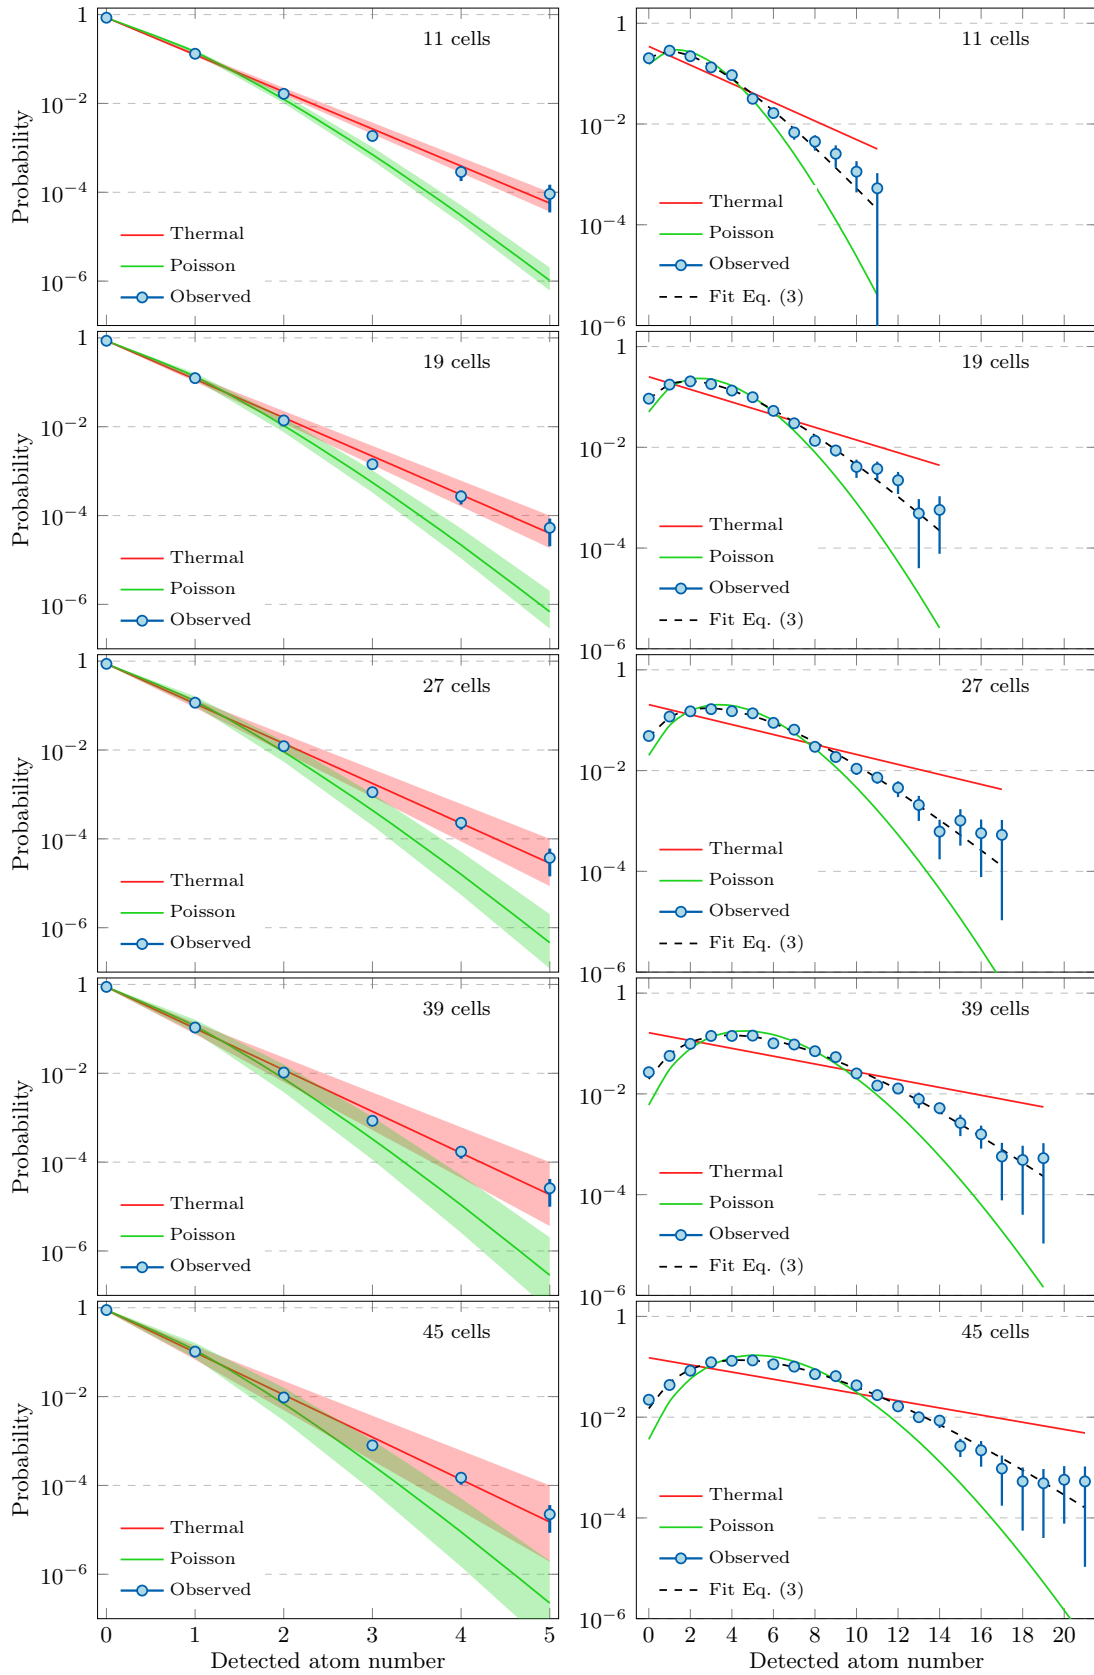 1
10⁻²
10⁻⁴
10⁻⁶
Probability
11 cells
Thermal
Poisson
Observed
1
10⁻²
10⁻⁴
10⁻⁶
11 cells
Thermal
Poisson
Observed
Fit Eq. (3)
1
10⁻²
10⁻⁴
10⁻⁶
Probability
19 cells
Thermal
Poisson
Observed
1
10⁻²
10⁻⁴
10⁻⁶
19 cells
Thermal
Poisson
Observed
Fit Eq. (3)
1
10⁻²
10⁻⁴
10⁻⁶
Probability
27 cells
Thermal
Poisson
Observed
1
10⁻²
10⁻⁴
10⁻⁶
27 cells
Thermal
Poisson
Observed
Fit Eq. (3)
1
10⁻²
10⁻⁴
10⁻⁶
Probability
39 cells
Thermal
Poisson
Observed
1
10⁻²
10⁻⁴
10⁻⁶
39 cells
Thermal
Poisson
Observed
Fit Eq. (3)
1
10⁻²
10⁻⁴
10⁻⁶
Probability
45 cells
Thermal
Poisson
Observed
0 1 2 3 4 5
Detected atom number
1
10⁻²
10⁻⁴
10⁻⁶
45 cells
Thermal
Poisson
Observed
Fit Eq. (3)
0 2 4 6 8 10 12 14 16 18 20
Detected atom number